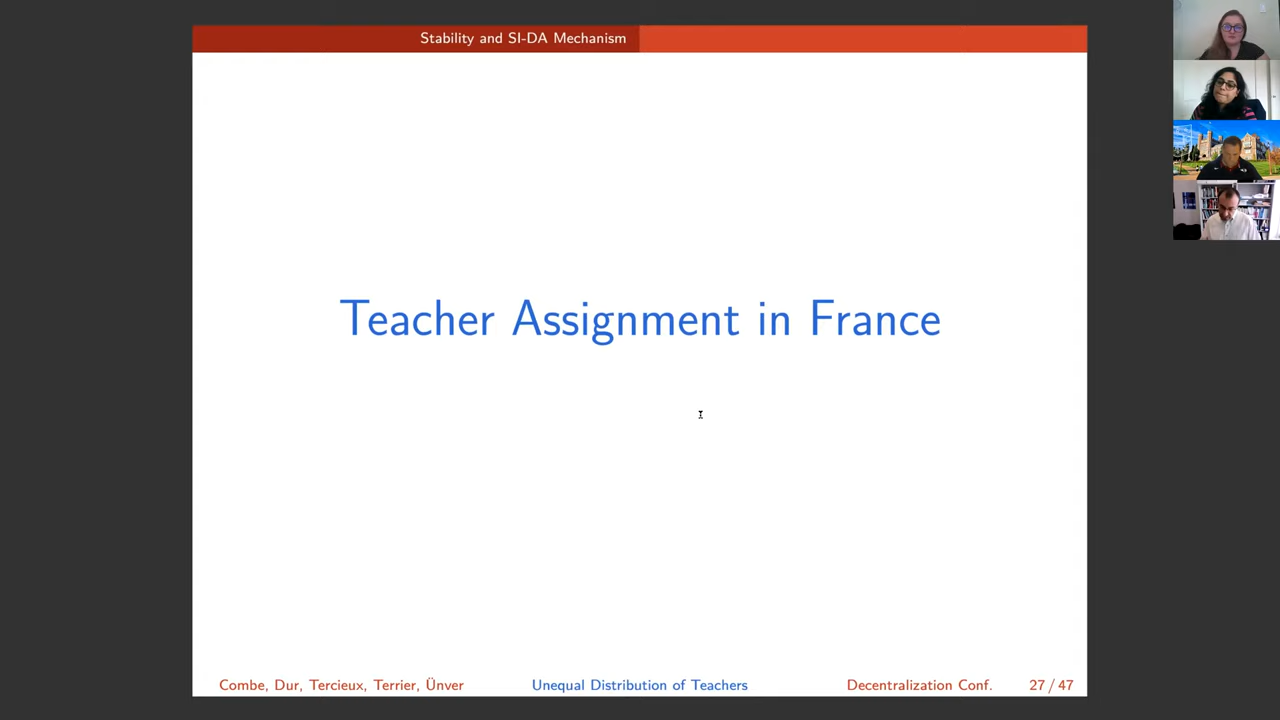 Stability and SI-DA Mechanism
Teacher Assignment in France
Combe, Dur, Tercieux, Terrier, Ünver
Unequal Distribution of Teachers
Decentralization Conf.
27 / 47